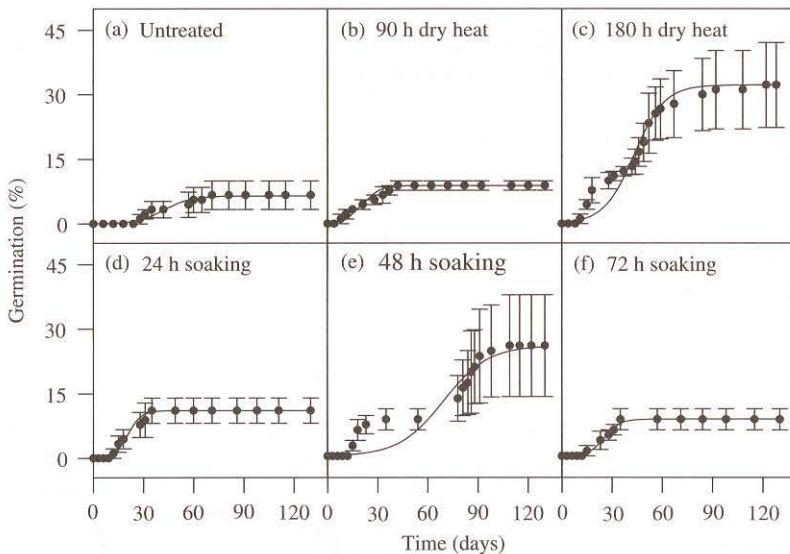 45
30
15
0
(a) Untreated
(b) 90 h dry heat
(c) 180 h dry heat
Germination (%)
45
30
15
0
(d) 24 h soaking
(e) 48 h soaking
(f) 72 h soaking
0 30 60 90 120
0 30 60 90 120
0 30 60 90 120
Time (days)